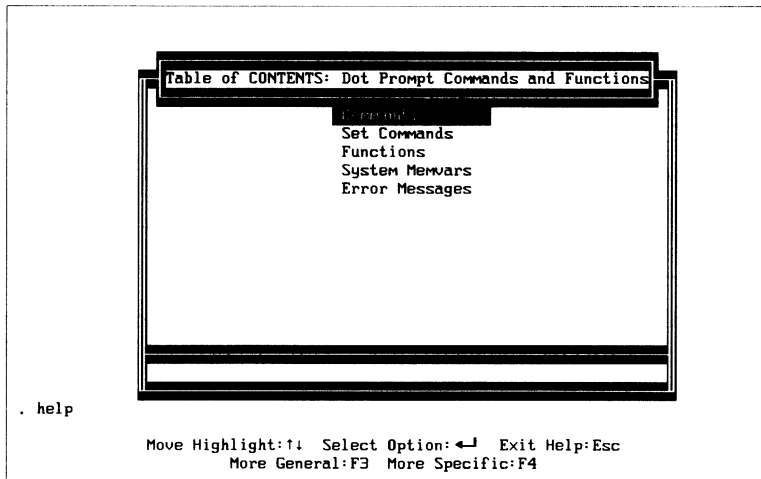 Table of CONTENTS: Dot Prompt Commands and Functions
Commands
Set Commands
Functions
System Memvars
Error Messages
. help
Move Highlight:↑↓ Select Option:↵ Exit Help:Esc
More General:F3 More Specific:F4